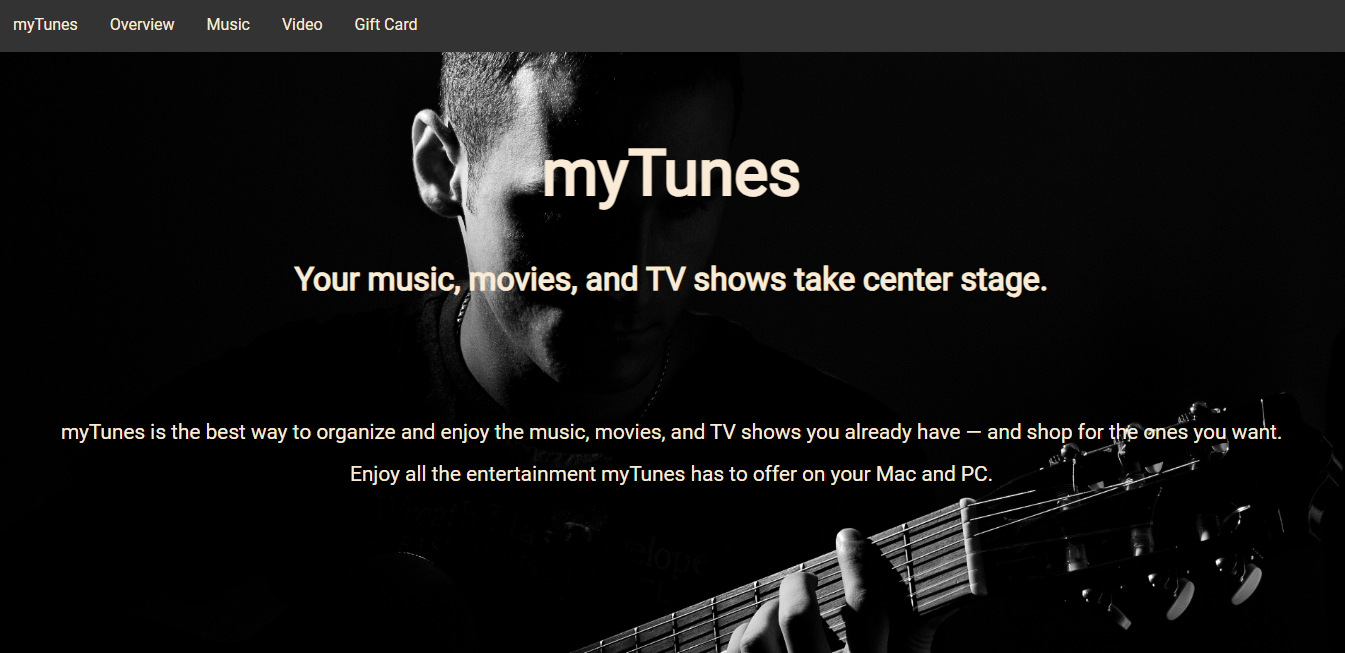 myTunes Overview Music Video Gift Card
myTunes
Your music, movies, and TV shows take center stage.
myTunes is the best way to organize and enjoy the music, movies, and TV shows you already have — and shop for the ones you want.
Enjoy all the entertainment myTunes has to offer on your Mac and PC.